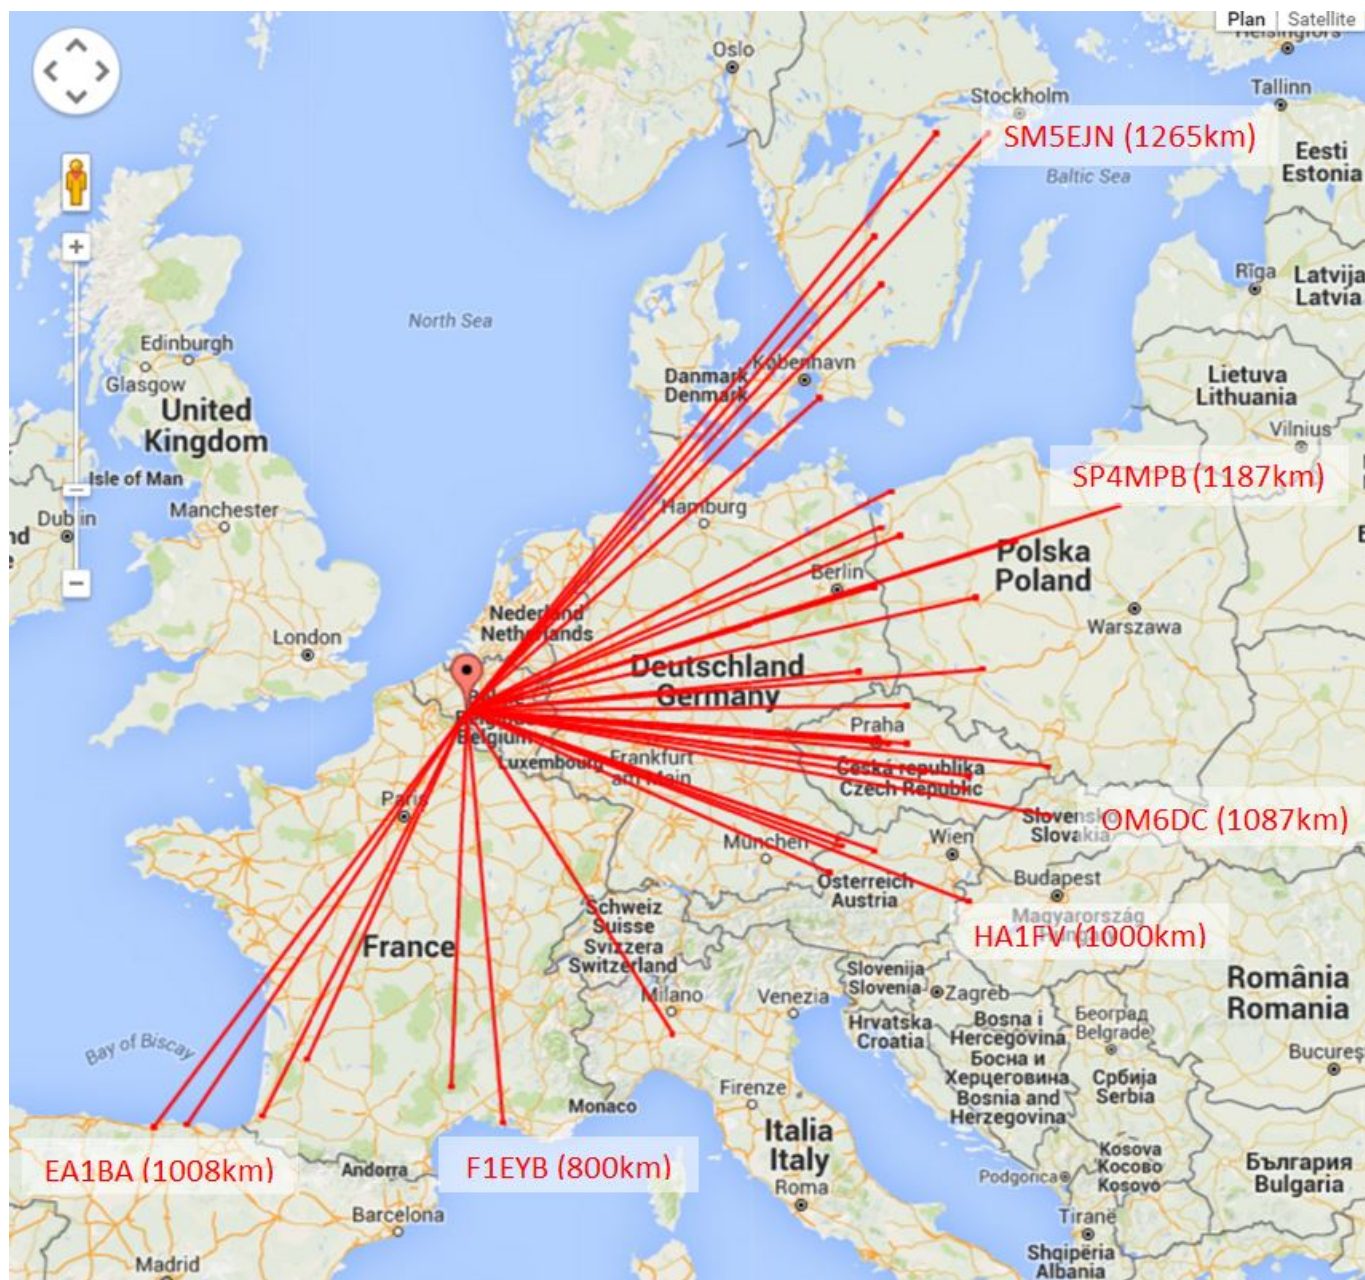 Plan
Satellite
Helsingfors
Oslo
Tallinn
Stockholm
SM5EJN (1265km)
Eesti
Estonia
Baltic Sea
Rīga
Latvija
Latvia
North Sea
Edinburgh
Glasgow
København
Danmark
Denmark
Lietuva
Lithuania
United
Kingdom
Vilnius
Isle of Man
SP4MPB (1187km)
Manchester
Hamburg
Dublin
Polska
Poland
Berlin
Nederland
Netherlands
Warszawa
London
Deutschland
Germany
België
Belgium
Praha
Luxembourg
Frankfurt
am Main
Česká republika
Czech Republic
Paris
Slovensko
Slovakia
OM6DC (1087km)
München
Wien
Österreich
Austria
Budapest
Schweiz
Suisse
Svizzera
Switzerland
Magyarország
Hungary
HA1FV (1000km)
France
Slovenija
Slovenia
România
Romania
Milano
Venezia
Zagreb
Hrvatska
Croatia
Bosna i
Hercegovina
Босна и
Херцеговина
Bosnia and
Herzegovina
Београд
Belgrade
Bay of Biscay
Bucureș
Србија
Serbia
Firenze
Monaco
Italia
Italy
EA1BA (1008km)
Andorra
F1EYB (800km)
Kosova
Косово
Kosovo
Podgorica
България
Bulgaria
Roma
Barcelona
Tiranë
Madrid
Shqipëria
Albania